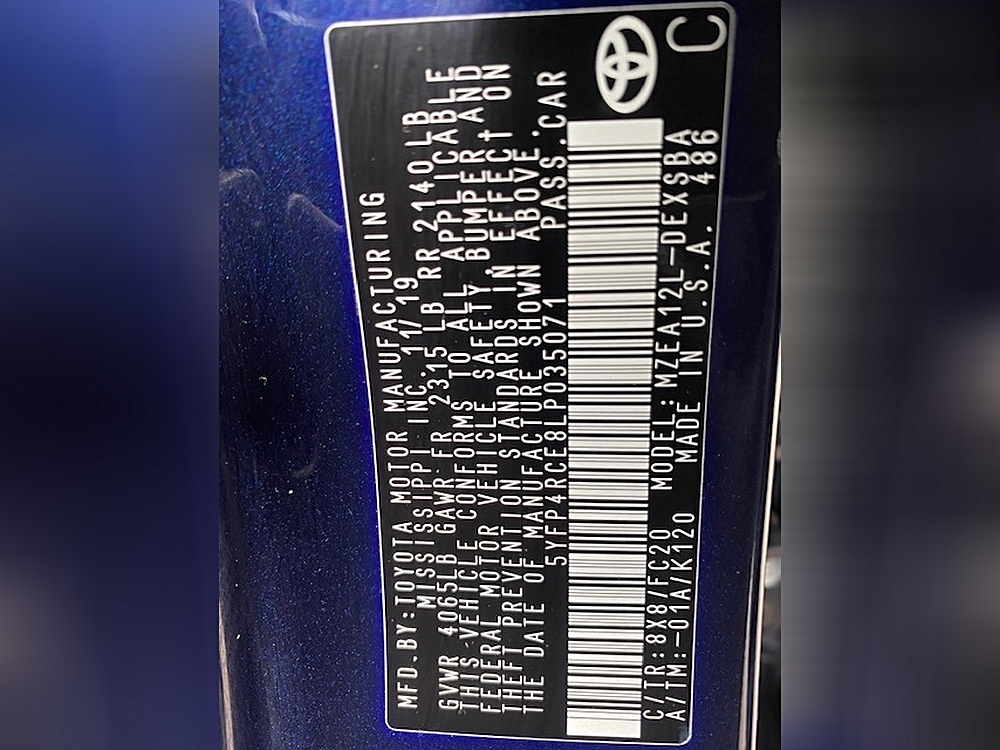 MFD.BY:TOYOTA MOTOR MANUFACTURING
MISSISSIPPI INC. 11/19
GVWR 4065LB GAWR FR 2315 LB RR 2140LB
THIS VEHICLE CONFORMS TO ALL APPLICABLE
FEDERAL MOTOR VEHICLE SAFETY BUMPER, AND
THEFT PREVENTION STANDARDS IN EFFECT ON
THE DATE OF MANUFACTURE SHOWN ABOVE.
5YFP4RCE8LP035071 PASS.CAR
C/TR:8X8/FC20 MODEL:MZEA12L-DEXSBA
A/TM:-01A/K120 MADE IN U.S.A. 486
C